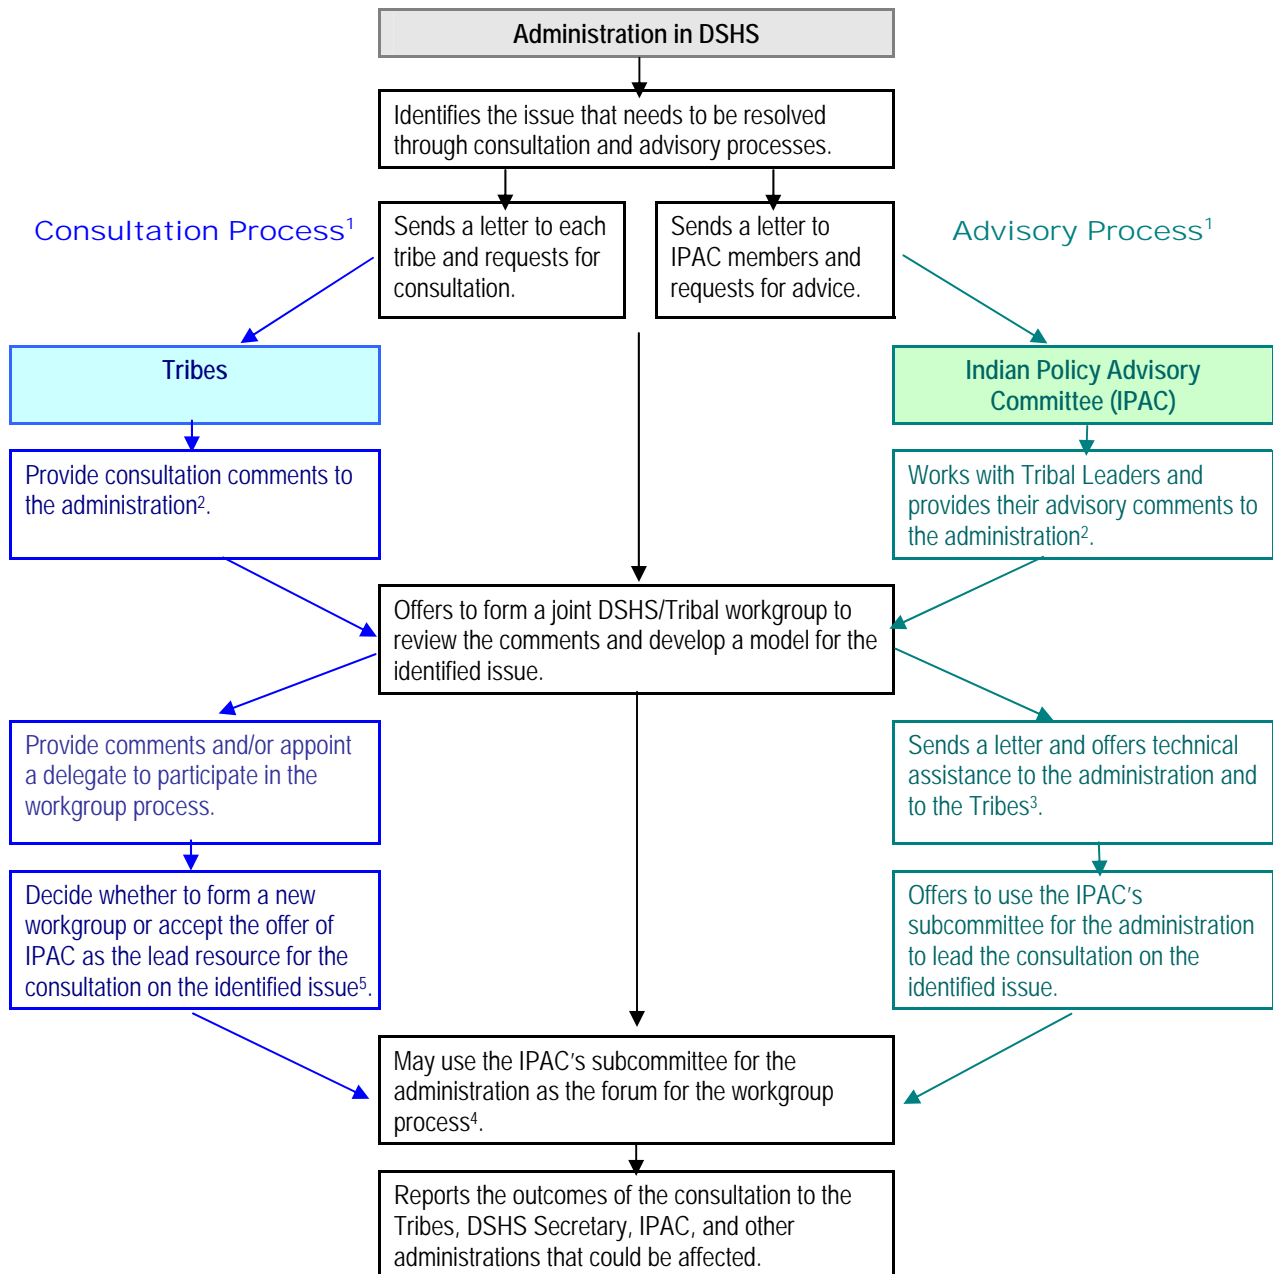 Administration in DSHS
Identifies the issue that needs to be resolved
through consultation and advisory processes.
Consultation Process¹
Sends a letter to each
tribe and requests for
consultation.
Sends a letter to
IPAC members and
requests for advice.
Advisory Process¹
Tribes
Indian Policy Advisory
Committee (IPAC)
Provide consultation comments to
the administration².
Works with Tribal Leaders and
provides their advisory comments to
the administration².
Offers to form a joint DSHS/Tribal workgroup to
review the comments and develop a model for the
identified issue.
Provide comments and/or appoint
a delegate to participate in the
workgroup process.
Sends a letter and offers technical
assistance to the administration and
to the Tribes³.
Decide whether to form a new
workgroup or accept the offer of
IPAC as the lead resource for the
consultation on the identified issue⁵.
Offers to use the IPAC's
subcommittee for the administration
to lead the consultation on the
identified issue.
May use the IPAC's subcommittee for the
administration as the forum for the workgroup
process⁴.
Reports the outcomes of the consultation to the
Tribes, DSHS Secretary, IPAC, and other
administrations that could be affected.